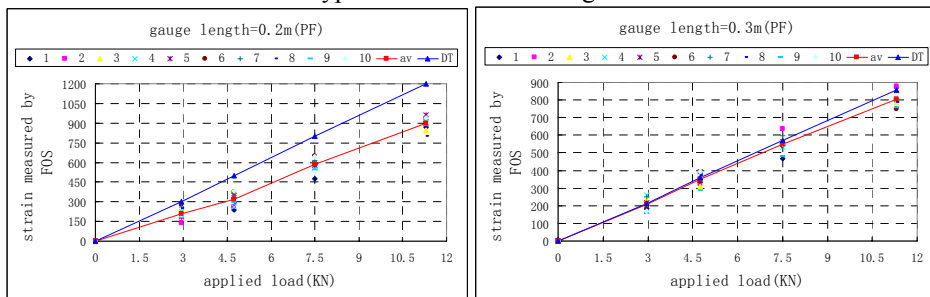 gauge length=0.2m(PF)
1 2 3 4 5 6 7 8 9 10 av DT
strain measured by
FOS
1200
1050
900
750
600
450
300
150
0
0 1.5 3 4.5 6 7.5 9 10.5 12
applied load(KN)
gauge length=0.3m(PF)
1 2 3 4 5 6 7 8 9 10 av DT
strain measured by
FOS
900
800
700
600
500
400
300
200
100
0
0 1.5 3 4.5 6 7.5 9 10.5 12
applied load(KN)